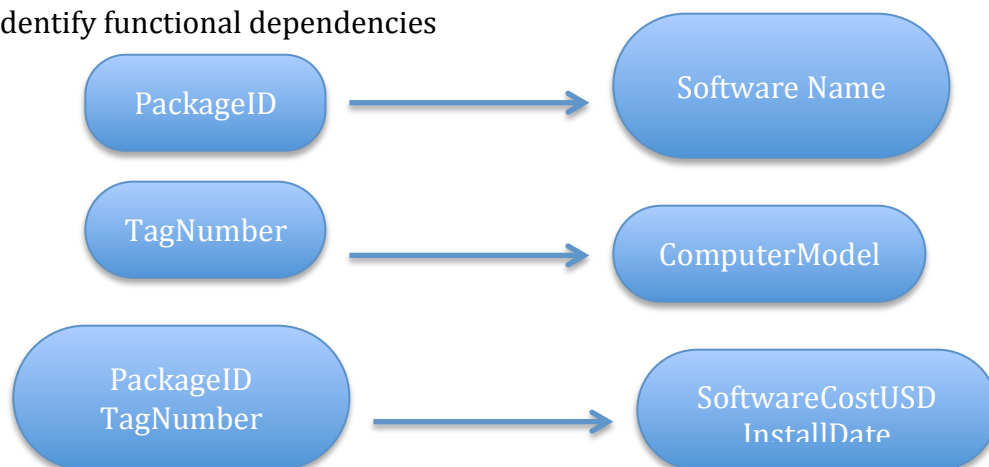 dentify functional dependencies
PackageID
Software Name
TagNumber
ComputerModel
PackageID
TagNumber
SoftwareCostUSD
InstallDate